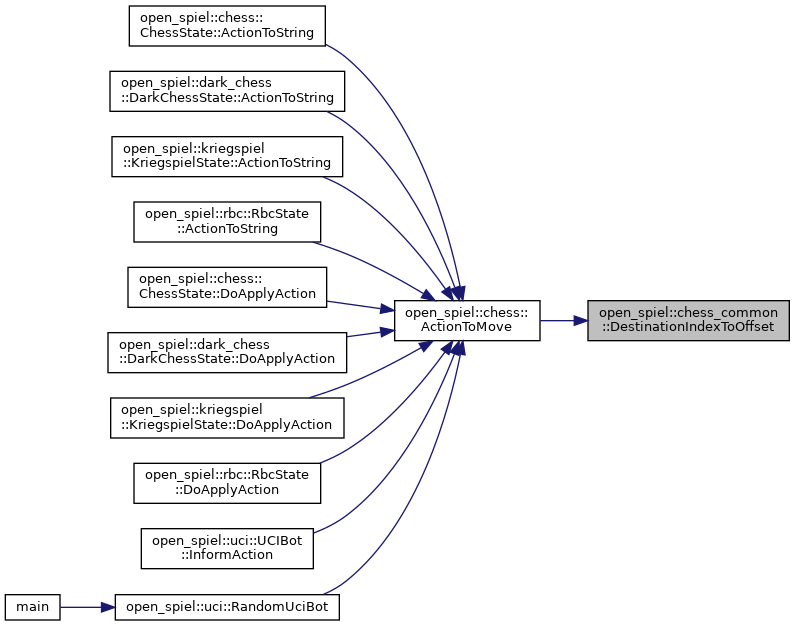 open_spiel::chess::
ChessState::ActionToString
open_spiel::dark_chess
::DarkChessState::ActionToString
open_spiel::kriegspiel
::KriegspielState::ActionToString
open_spiel::rbc::RbcState
::ActionToString
open_spiel::chess::
ChessState::DoApplyAction
open_spiel::chess::
ActionToMove
open_spiel::chess_common
::DestinationIndexToOffset
open_spiel::dark_chess
::DarkChessState::DoApplyAction
open_spiel::kriegspiel
::KriegspielState::DoApplyAction
open_spiel::rbc::RbcState
::DoApplyAction
open_spiel::uci::UCIBot
::InformAction
main
open_spiel::uci::RandomUciBot